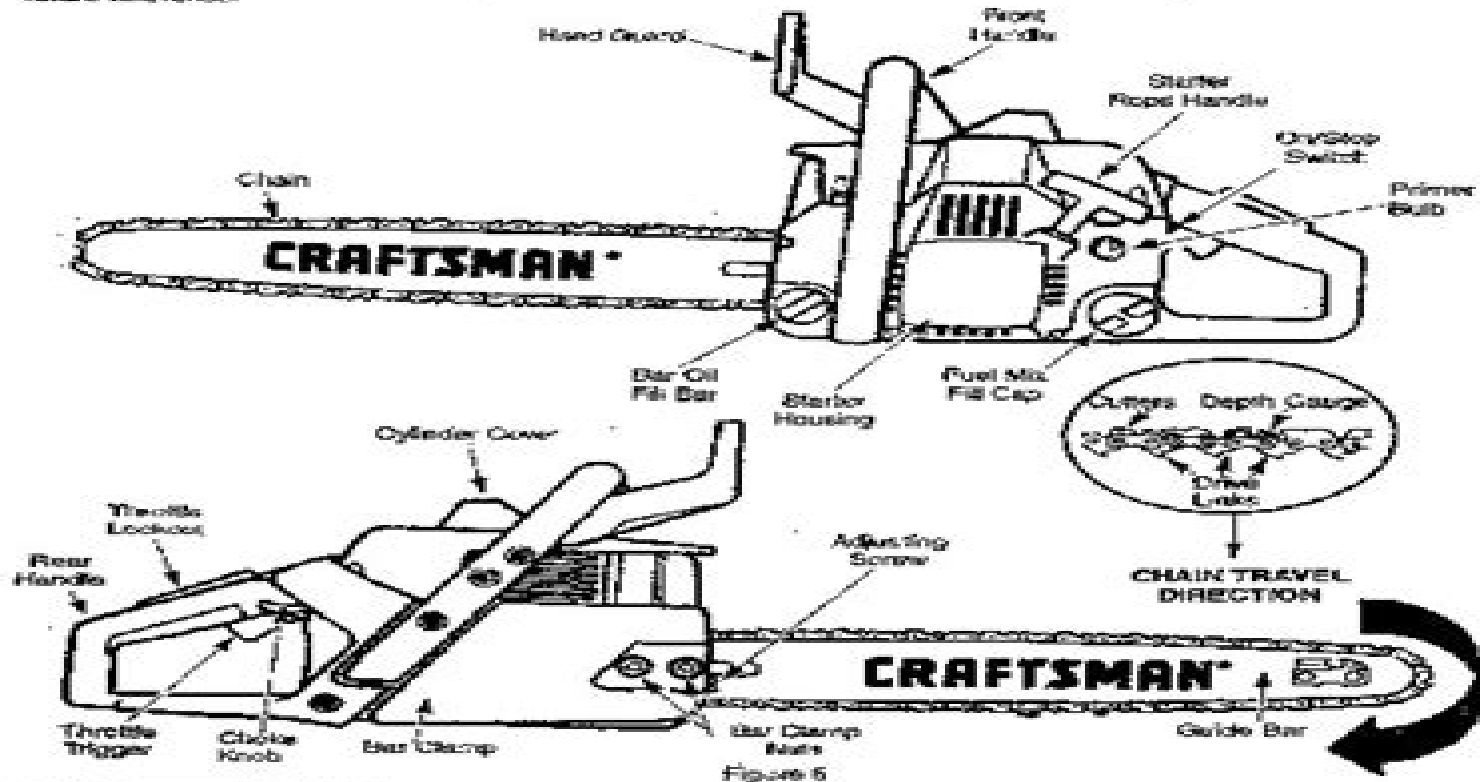 Hand Guard
Front
Handle
Starter
Rope Handle
On/Stop
Switch
Primer
Bulb
Chain
CRAFTSMAN
Bar Oil
Fill Bar
Starter
Housing
Fuel Mix
Fill Cap
Cutters
Depth Gauge
Drive
Links
Cylinder Cover
Throttle
Lockout
Rear
Handle
Adjusting
Screw
CHAIN TRAVEL
DIRECTION
CRAFTSMAN
Throttle
Trigger
Choke
Knob
Bar Clamp
Bar Clamp
Nuts
Guide Bar
Figure